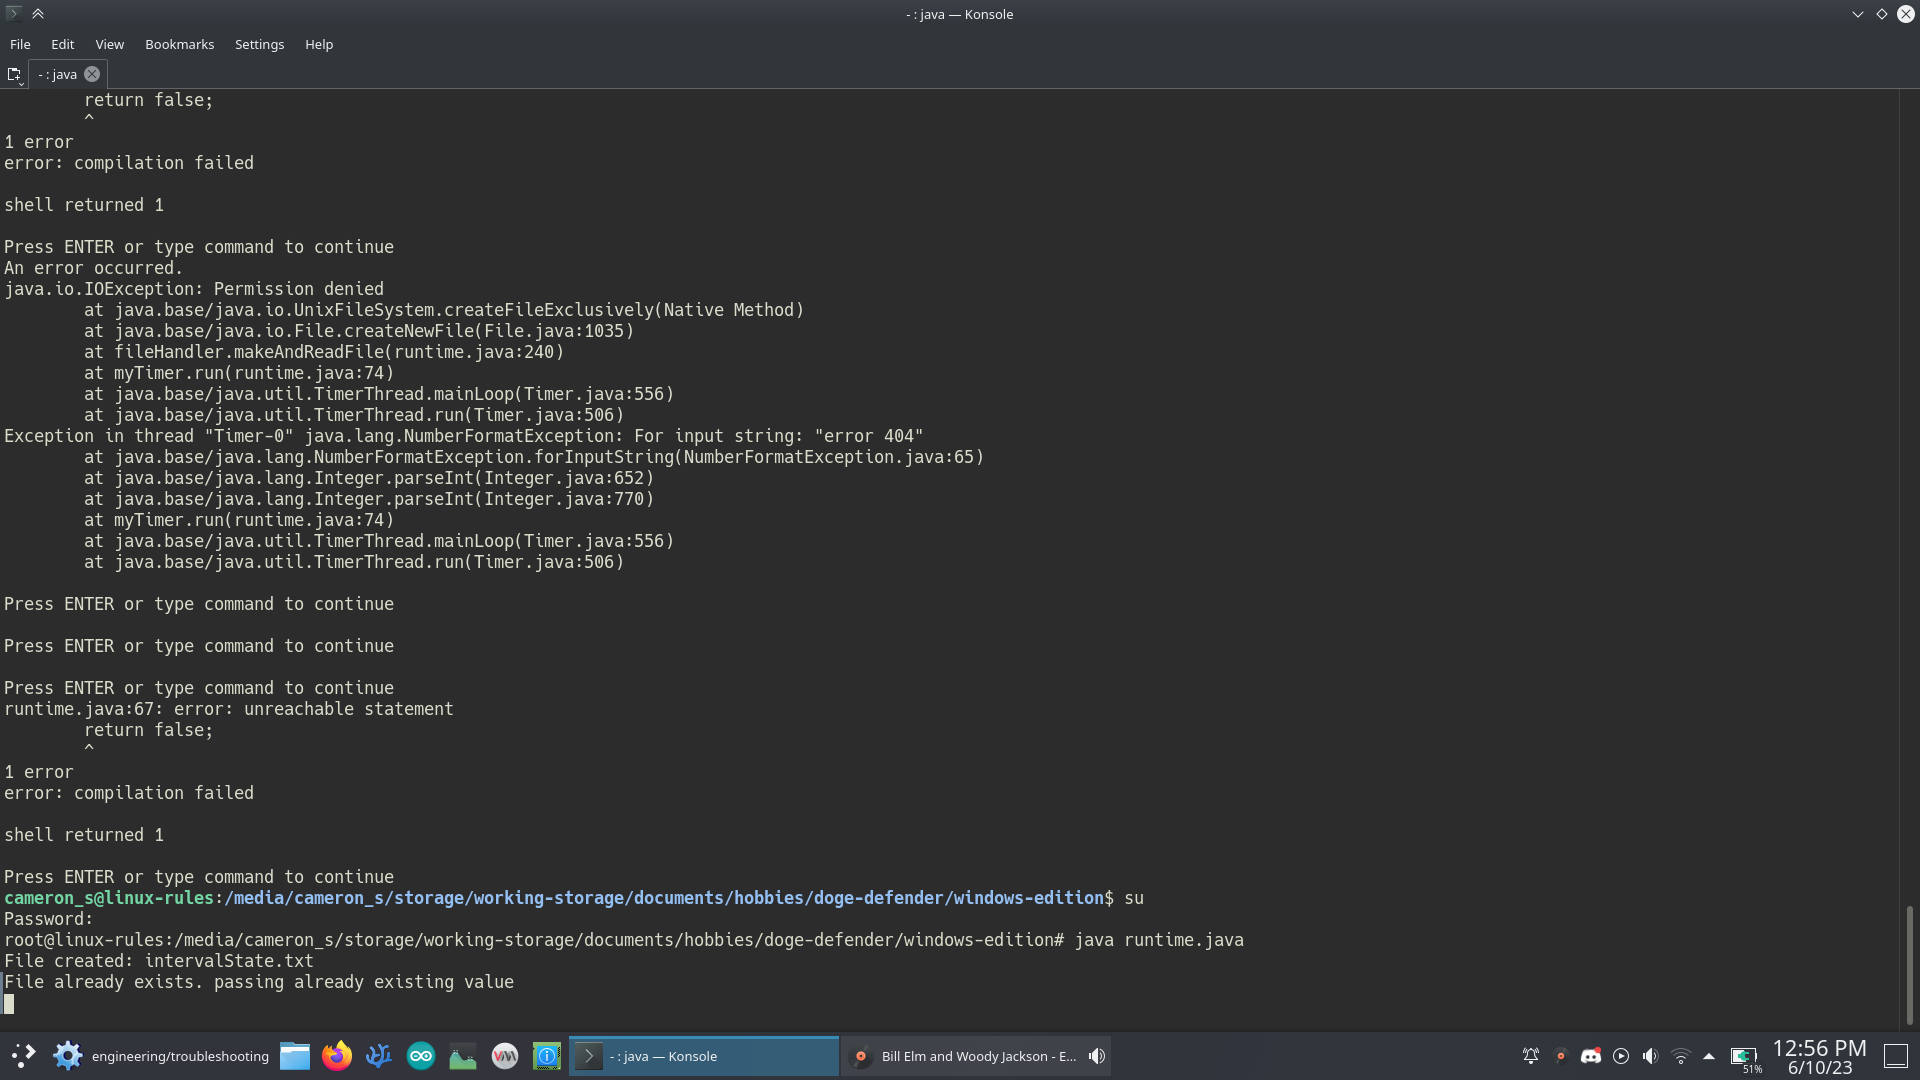 - : java — Konsole
File Edit View Bookmarks Settings Help
- : java
        return false;
        ^
1 error
error: compilation failed

shell returned 1

Press ENTER or type command to continue
An error occurred.
java.io.IOException: Permission denied
        at java.base/java.io.UnixFileSystem.createFileExclusively(Native Method)
        at java.base/java.io.File.createNewFile(File.java:1035)
        at fileHandler.makeAndReadFile(runtime.java:240)
        at myTimer.run(runtime.java:74)
        at java.base/java.util.TimerThread.mainLoop(Timer.java:556)
        at java.base/java.util.TimerThread.run(Timer.java:506)
Exception in thread "Timer-0" java.lang.NumberFormatException: For input string: "error 404"
        at java.base/java.lang.NumberFormatException.forInputString(NumberFormatException.java:65)
        at java.base/java.lang.Integer.parseInt(Integer.java:652)
        at java.base/java.lang.Integer.parseInt(Integer.java:770)
        at myTimer.run(runtime.java:74)
        at java.base/java.util.TimerThread.mainLoop(Timer.java:556)
        at java.base/java.util.TimerThread.run(Timer.java:506)

Press ENTER or type command to continue

Press ENTER or type command to continue

Press ENTER or type command to continue
runtime.java:67: error: unreachable statement
        return false;
        ^
1 error
error: compilation failed

shell returned 1

Press ENTER or type command to continue
cameron_s@linux-rules:/media/cameron_s/storage/working-storage/documents/hobbies/doge-defender/windows-edition$ su
Password:
root@linux-rules:/media/cameron_s/storage/working-storage/documents/hobbies/doge-defender/windows-edition# java runtime.java
File created: intervalState.txt
File already exists. passing already existing value
engineering/troubleshooting
- : java — Konsole
Bill Elm and Woody Jackson - E...
51%
12:56 PM
6/10/23